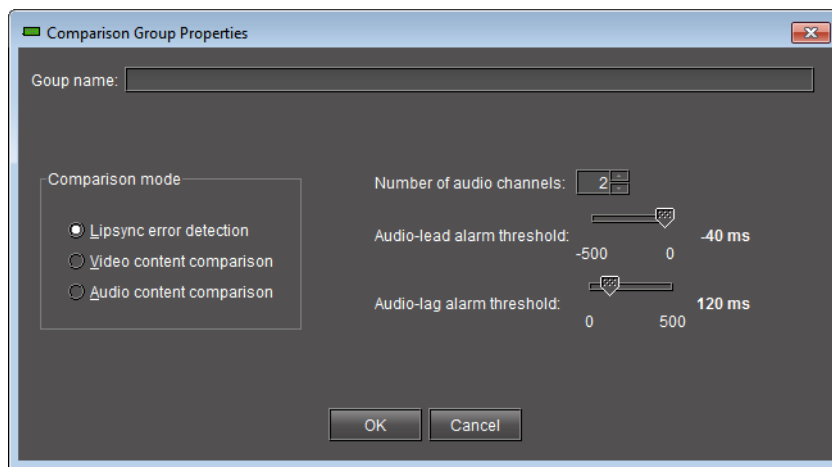 Comparison Group Properties
Goup name:
Comparison mode
Lipsync error detection
Video content comparison
Audio content comparison
Number of audio channels: 2
Audio-lead alarm threshold: -40 ms
-500 0
Audio-lag alarm threshold: 120 ms
0 500
OK Cancel